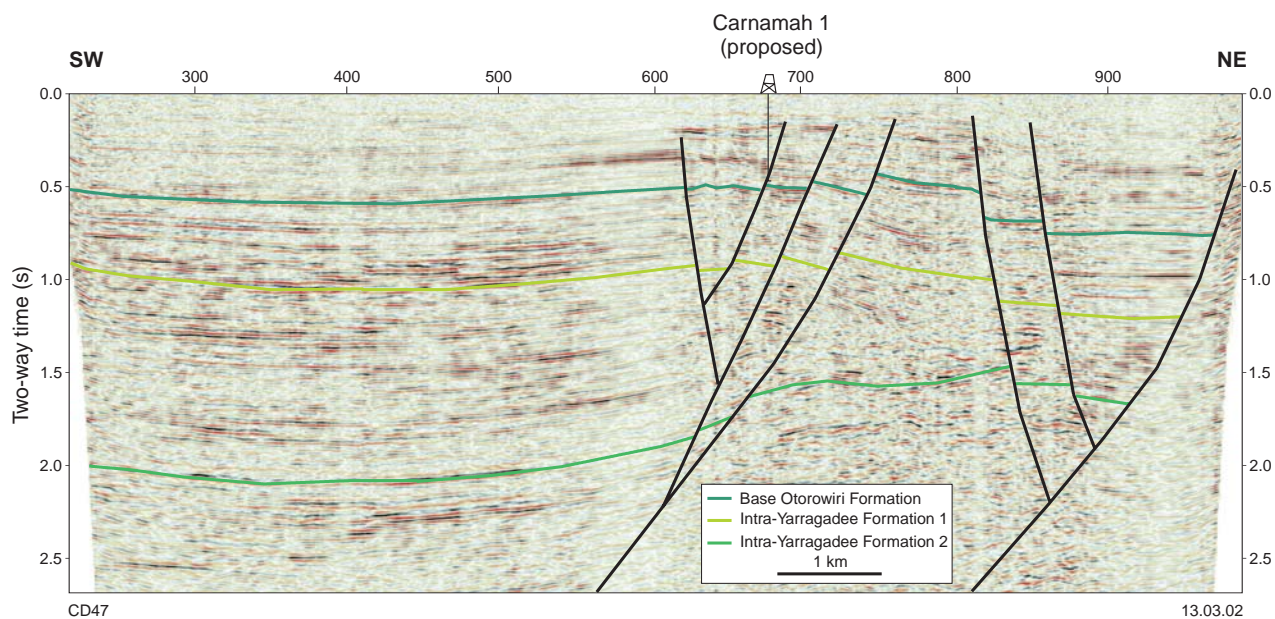 Carnamah 1
(proposed)
SW
NE
300 400 500 600 700 800 900
0.0 0.0
0.5 0.5
1.0 1.0
1.5 1.5
2.0 2.0
2.5 2.5
Two-way time (s)
Base Otorowiri Formation
Intra-Yarragadee Formation 1
Intra-Yarragadee Formation 2
1 km
CD47
13.03.02